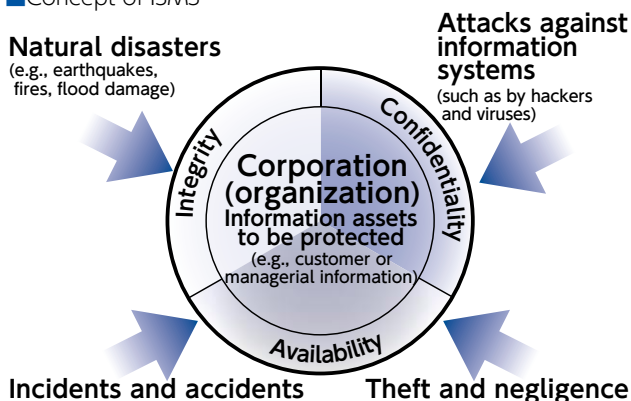 ■Concept of ISMS
Natural disasters
(e.g., earthquakes,
fires, flood damage)
Attacks against
information
systems
(such as by hackers
and viruses)
Integrity
Confidentiality
Corporation
(organization)
Information assets
to be protected
(e.g., customer or
managerial information)
Availability
Incidents and accidents
Theft and negligence